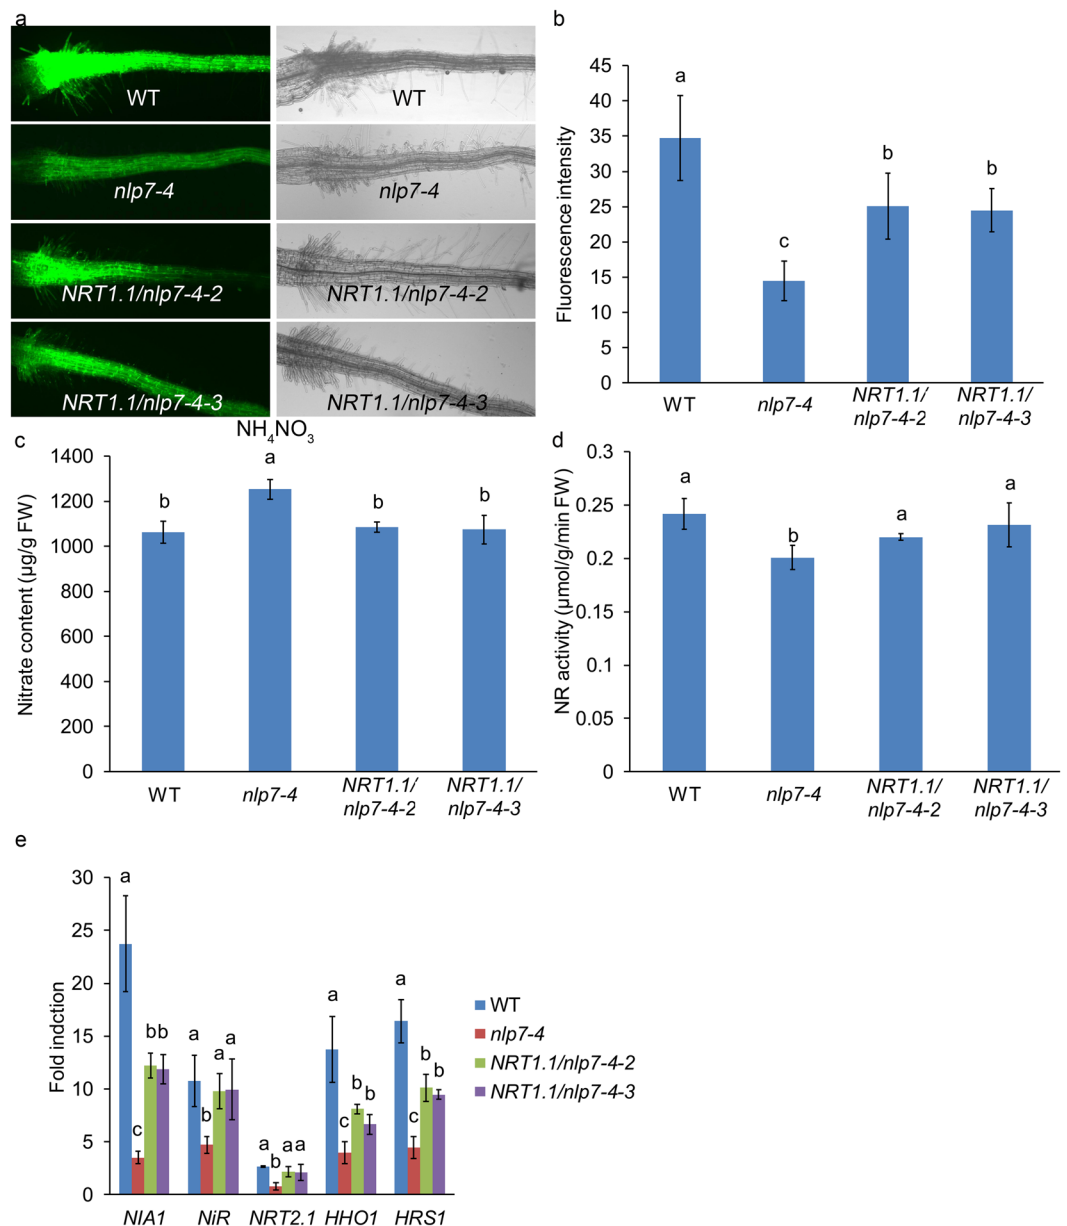 a
WT
WT
nlp7-4
nlp7-4
NRT1.1/nlp7-4-2
NRT1.1/nlp7-4-2
NRT1.1/nlp7-4-3
NRT1.1/nlp7-4-3
NH4NO3
b
Fluorescence intensity
45
40
35
30
25
20
15
10
5
0
a
c
b
b
WT
nlp7-4
NRT1.1/
nlp7-4-2
NRT1.1/
nlp7-4-3
c
Nitrate content (µg/g FW)
1400
1200
1000
800
600
400
200
0
b
a
b
b
WT
nlp7-4
NRT1.1/
nlp7-4-2
NRT1.1/
nlp7-4-3
d
NR activity (µmol/g/min FW)
0.3
0.25
0.2
0.15
0.1
0.05
0
a
b
a
a
WT
nlp7-4
NRT1.1/
nlp7-4-2
NRT1.1/
nlp7-4-3
e
Fold indction
30
25
20
15
10
5
0
a
c
b
b
a
b
a
a
a
b
a
a
a
c
b
b
a
c
b
b
NIA1
NiR
NRT2.1
HHO1
HRS1
WT
nlp7-4
NRT1.1/nlp7-4-2
NRT1.1/nlp7-4-3